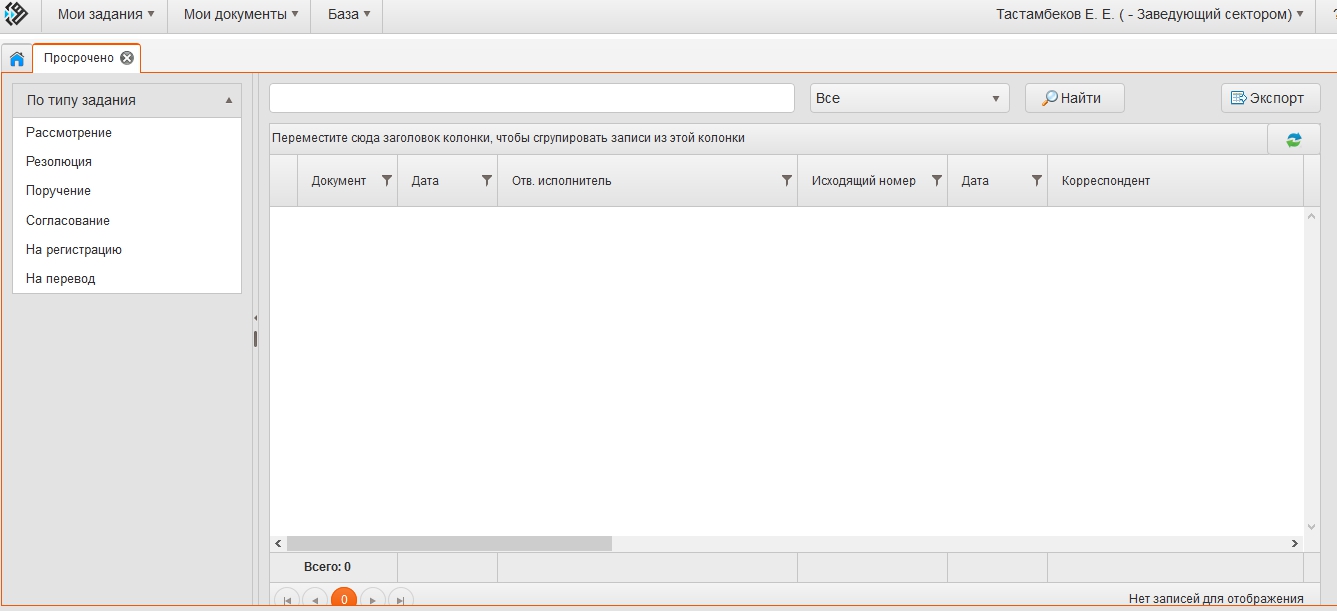 Мои задания Мои документы База Тастамбеков Е. Е. ( - Заведующий сектором) ?
Просрочено
По типу задания
Рассмотрение
Резолюция
Поручение
Согласование
На регистрацию
На перевод
Все Найти Экспорт
Переместите сюда заголовок колонки, чтобы сгрупировать записи из этой колонки
Документ Дата Отв. исполнитель Исходящий номер Дата Корреспондент
Всего: 0
0 Нет записей для отображения